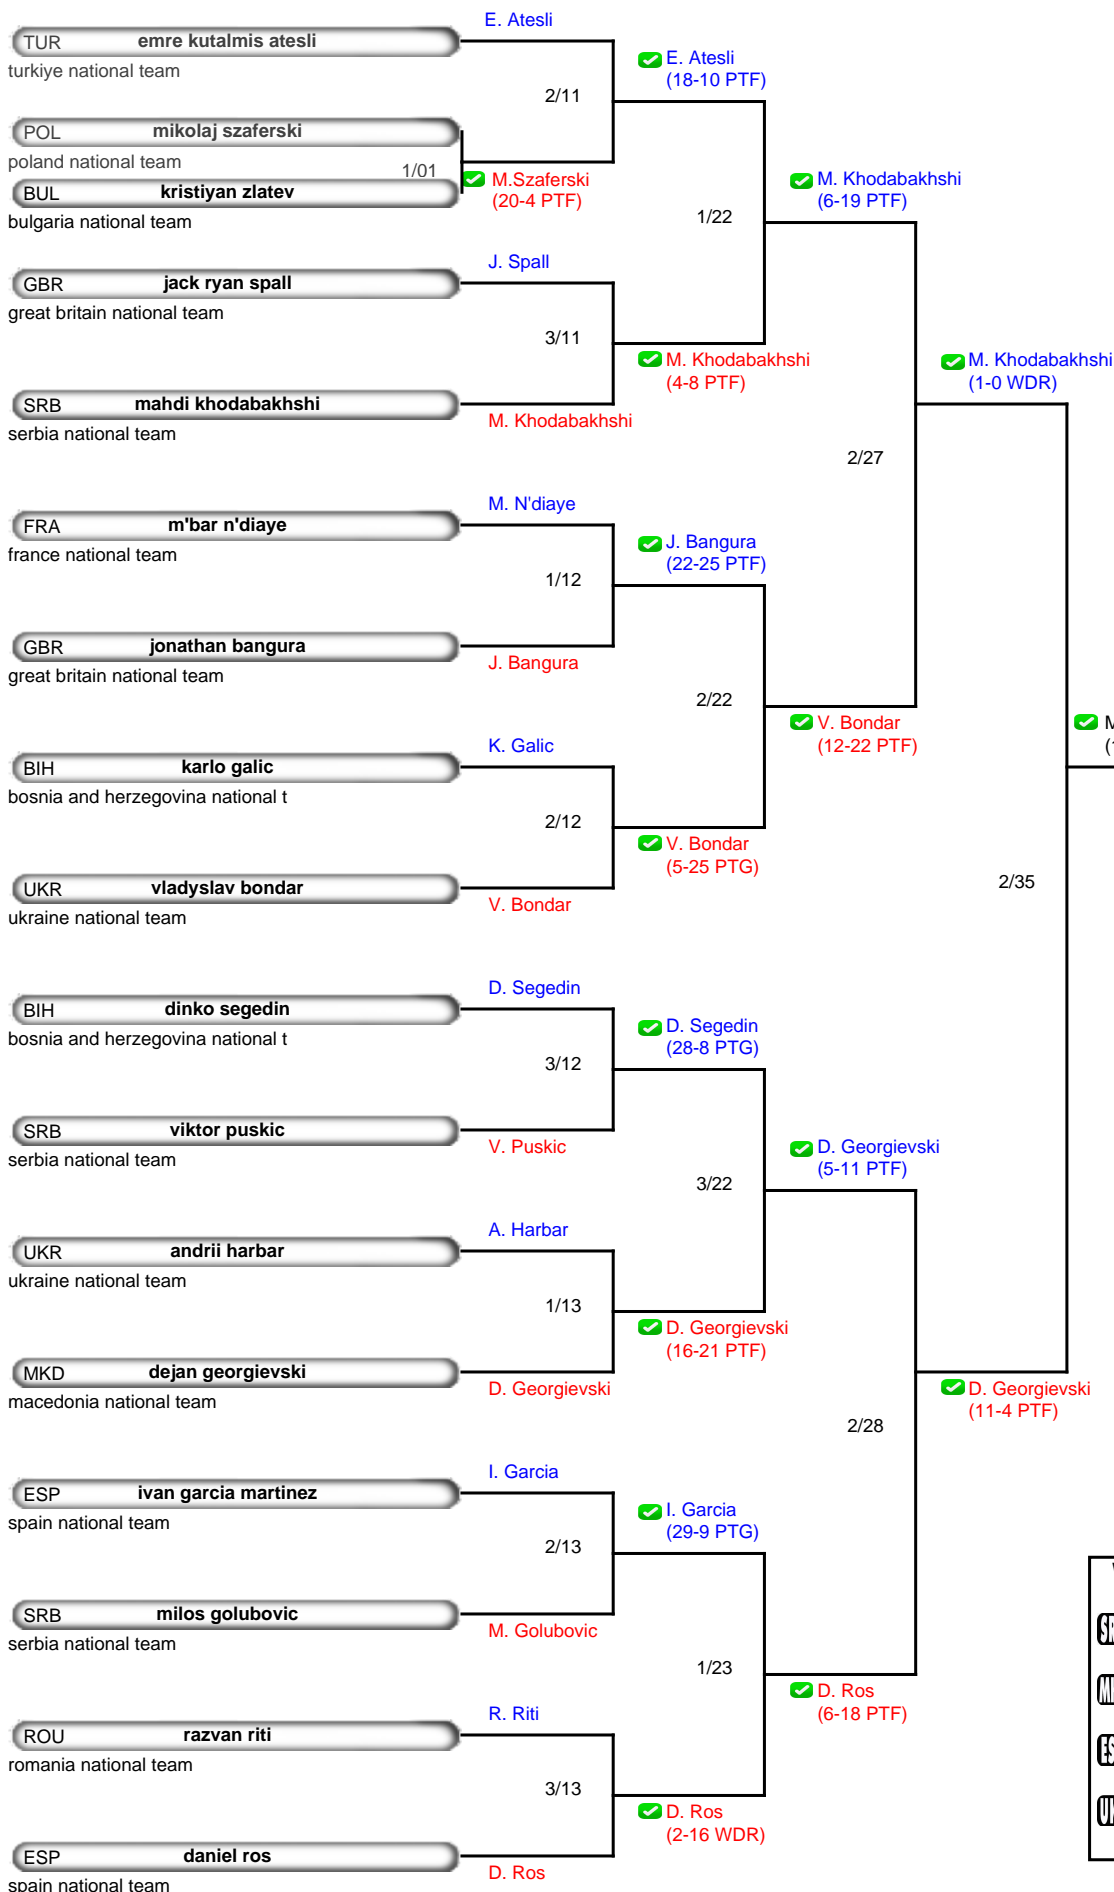 E. Atesli
TUR emre kutalmis atesli
turkiye national team
E. Atesli
(18-10 PTF)
2/11
POL mikolaj szaferski
poland national team
1/01
M.Szaferski
(20-4 PTF)
BUL kristiyan zlatev
bulgaria national team
M. Khodabakhshi
(6-19 PTF)
1/22
J. Spall
GBR jack ryan spall
great britain national team
3/11
M. Khodabakhshi
(4-8 PTF)
M. Khodabakhshi
(1-0 WDR)
SRB mahdi khodabakhshi
serbia national team
M. Khodabakhshi
2/27
M. N'diaye
FRA m'bar n'diaye
france national team
J. Bangura
(22-25 PTF)
1/12
GBR jonathan bangura
great britain national team
J. Bangura
2/22
V. Bondar
(12-22 PTF)
K. Galic
BIH karlo galic
bosnia and herzegovina national t
2/12
V. Bondar
(5-25 PTG)
UKR vladyslav bondar
ukraine national team
V. Bondar
2/35
D. Segedin
BIH dinko segedin
bosnia and herzegovina national t
D. Segedin
(28-8 PTG)
3/12
SRB viktor puskic
serbia national team
V. Puskic
D. Georgievski
(5-11 PTF)
3/22
A. Harbar
UKR andrii harbar
ukraine national team
1/13
D. Georgievski
(16-21 PTF)
MKD dejan georgievski
macedonia national team
D. Georgievski
D. Georgievski
(11-4 PTF)
2/28
I. Garcia
ESP ivan garcia martinez
spain national team
I. Garcia
(29-9 PTG)
2/13
SRB milos golubovic
serbia national team
M. Golubovic
1/23
D. Ros
(6-18 PTF)
R. Riti
ROU razvan riti
romania national team
3/13
D. Ros
(2-16 WDR)
ESP daniel ros
spain national team
D. Ros